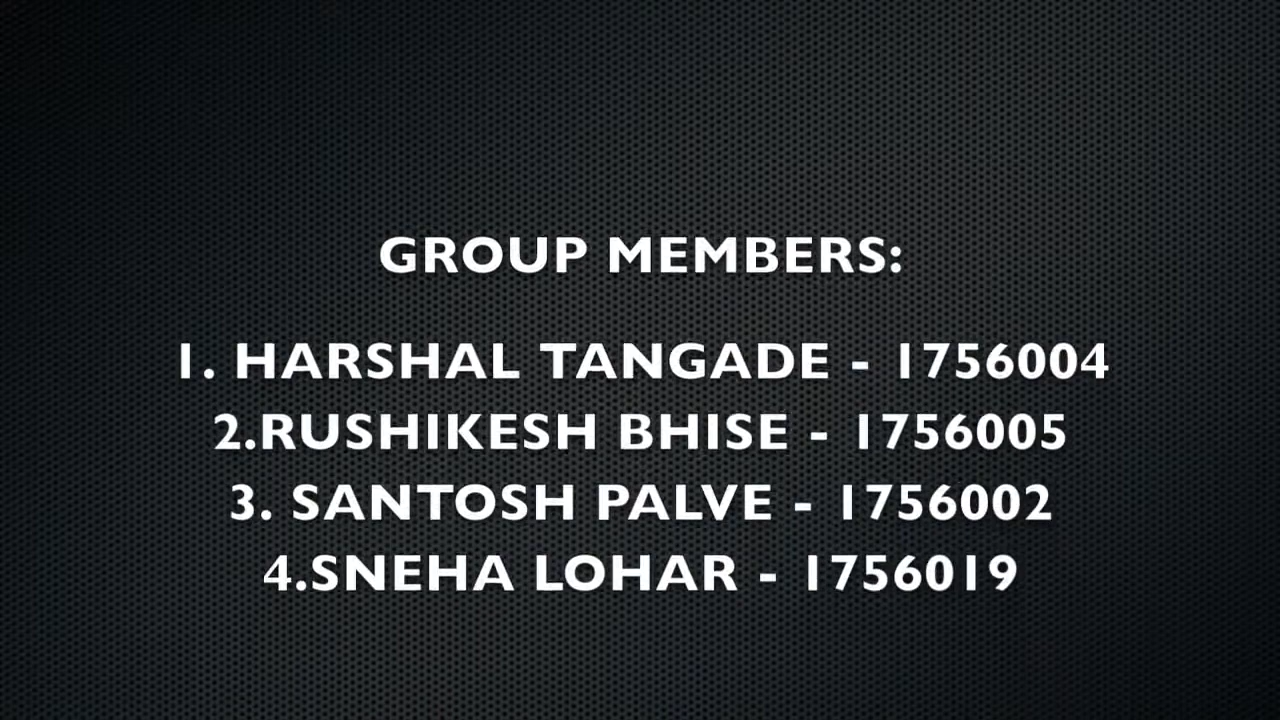 GROUP MEMBERS:
1. HARSHAL TANGADE - 1756004
2.RUSHIKESH BHISE - 1756005
3. SANTOSH PALVE - 1756002
4.SNEHA LOHAR - 1756019